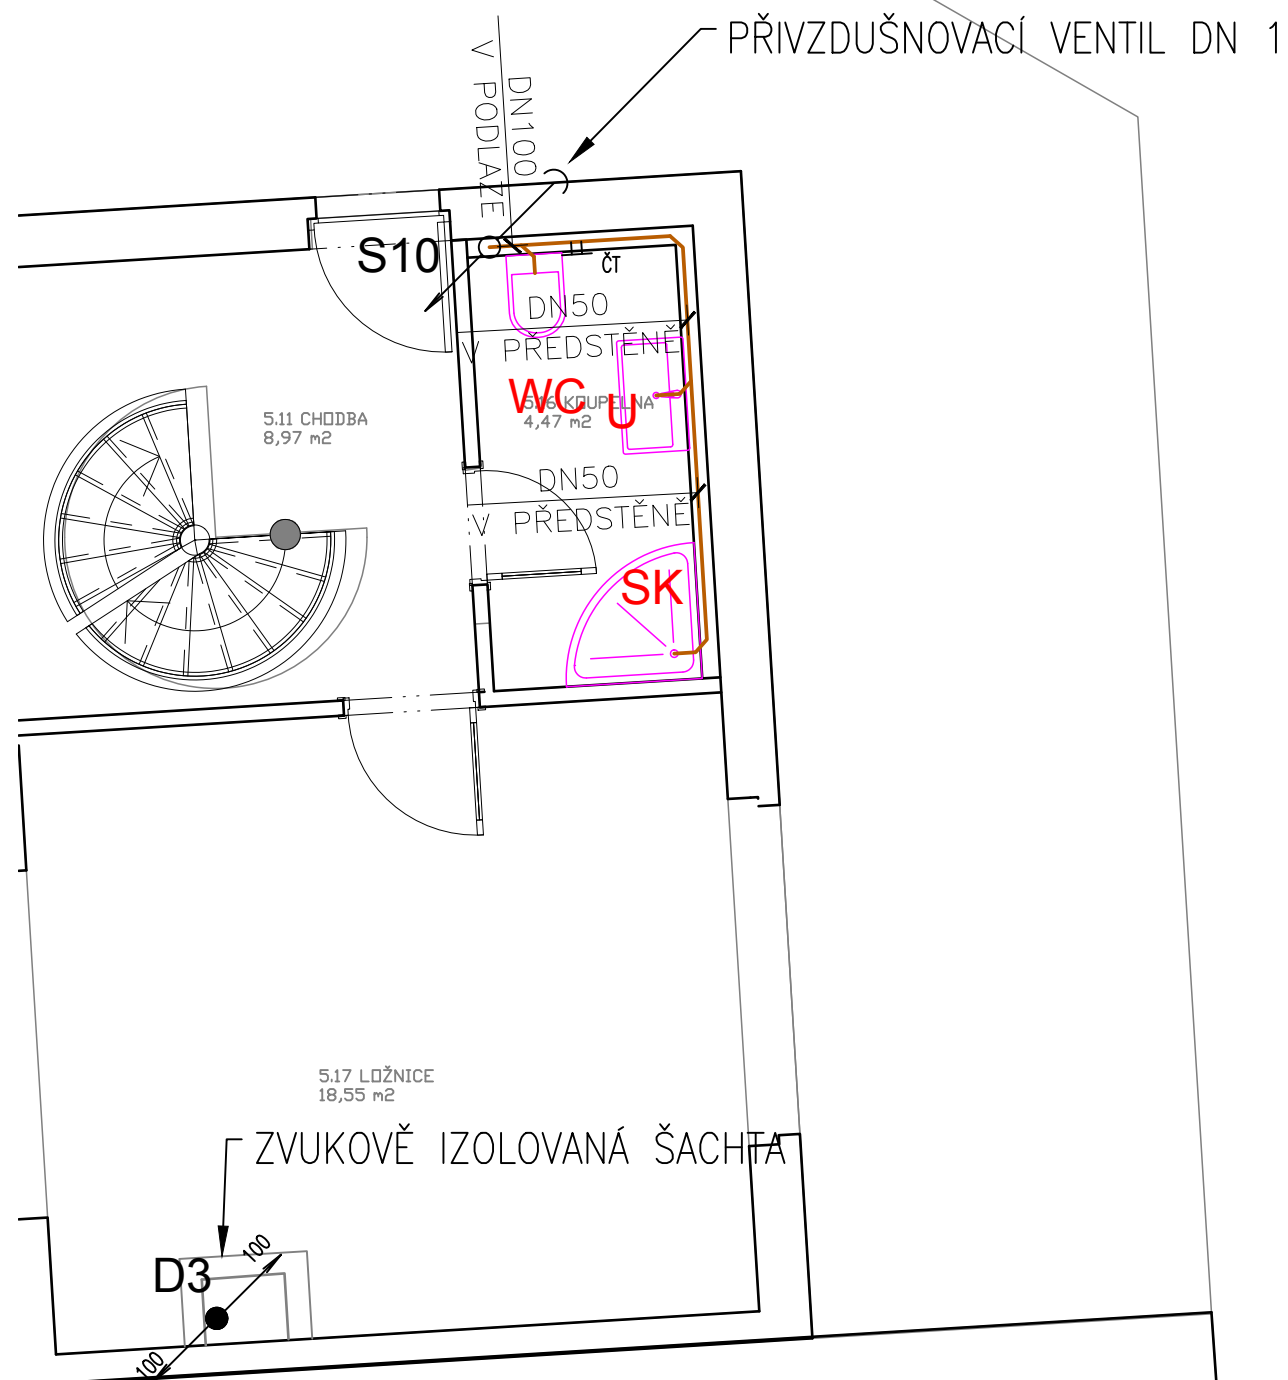 PŘIVZDUŠNOVACÍ VENTIL DN 1
DN100
V PODLAZE
S10
ČT
DN50
V PŘEDSTĚNĚ
WC
U
5.16 KOUPELNA
4,47 m2
5.11 CHODBA
8,97 m2
DN50
V PŘEDSTĚNĚ
SK
5.17 LOŽNICE
18,55 m2
ZVUKOVĚ IZOLOVANÁ ŠACHTA
100
D3
100